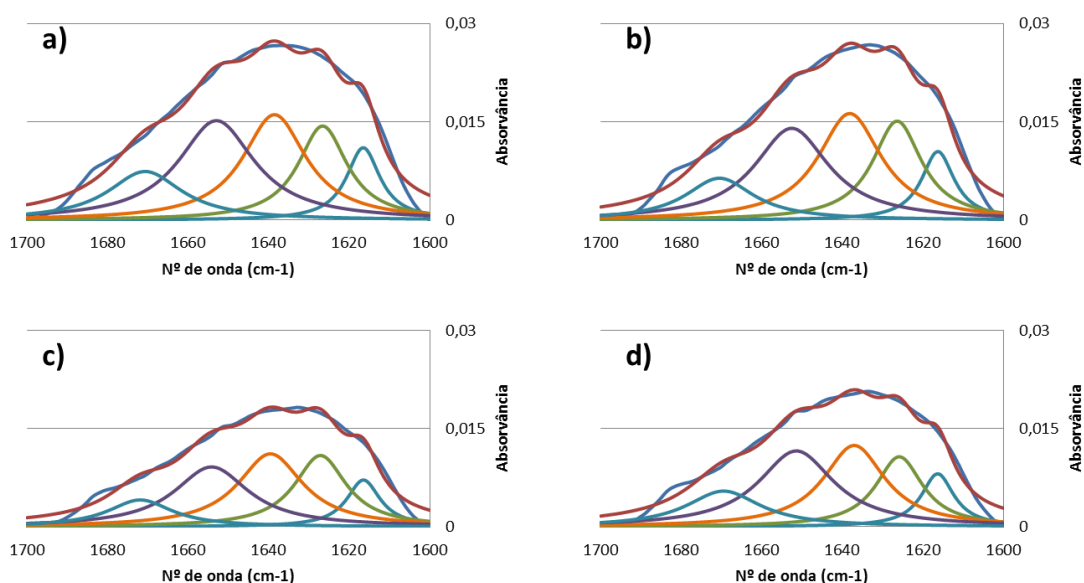 a)
0,03
0,015
0
Absorvância
1700 1680 1660 1640 1620 1600
Nº de onda (cm-1)
b)
0,03
0,015
0
Absorvância
1700 1680 1660 1640 1620 1600
Nº de onda (cm-1)
c)
0,03
0,015
0
Absorvância
1700 1680 1660 1640 1620 1600
Nº de onda (cm-1)
d)
0,03
0,015
0
Absorvância
1700 1680 1660 1640 1620 1600
Nº de onda (cm-1)